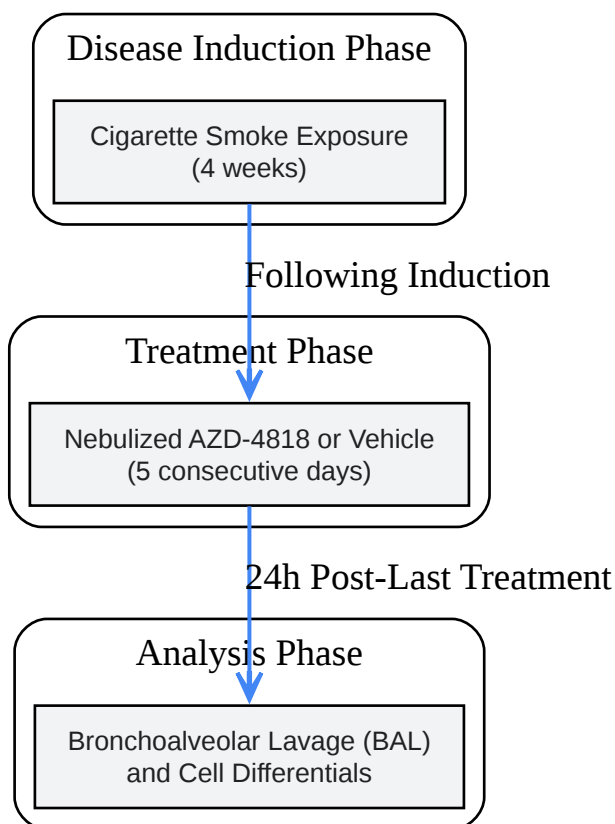 Disease Induction Phase
Cigarette Smoke Exposure
(4 weeks)
Following Induction
Treatment Phase
Nebulized AZD-4818 or Vehicle
(5 consecutive days)
24h Post-Last Treatment
Analysis Phase
Bronchoalveolar Lavage (BAL)
and Cell Differentials